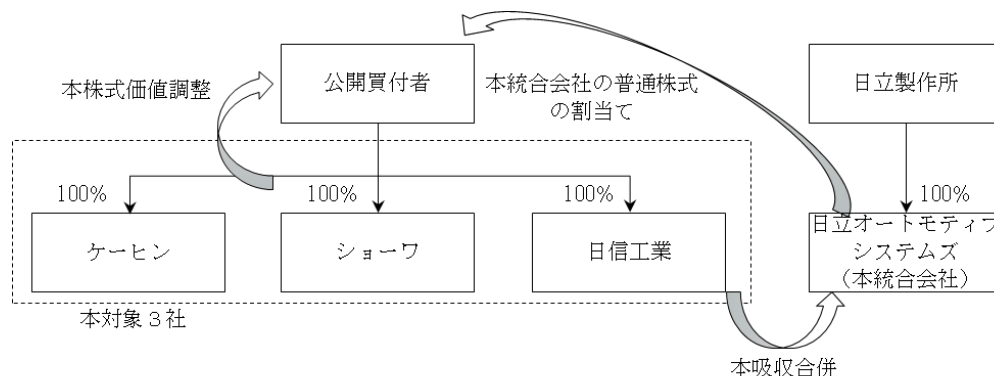 公開買付者
日立製作所
本株式価値調整
本統合会社の普通株式
の割当て
100%
100%
100%
100%
ケーヒン
ショーワ
日信工業
日立オートモティブ
システムズ
(本統合会社)
本対象3社
本吸収合併